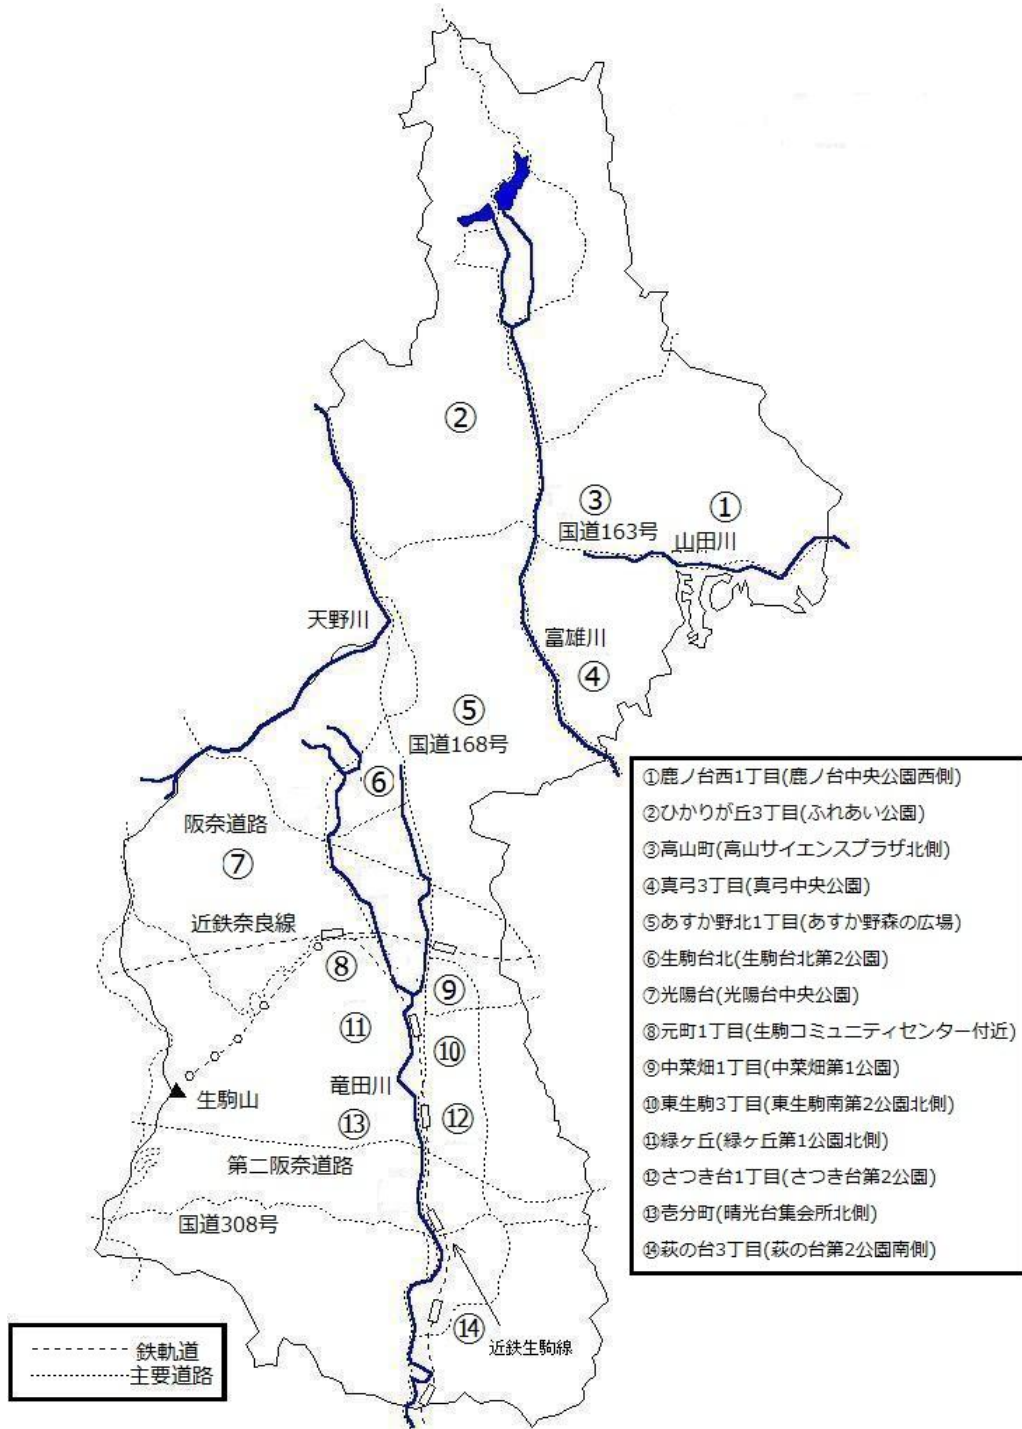 ②
③
①
国道163号
山田川
天野川
富雄川
④
⑤
国道168号
⑥
阪奈道路
⑦
近鉄奈良線
⑧
⑨
⑪
⑩
生駒山
竜田川
⑫
⑬
第二阪奈道路
国道308号
⑭
近鉄生駒線
①鹿ノ台西1丁目(鹿ノ台中央公園西側)
②ひかりが丘3丁目(ふれあい公園)
③高山町(高山サイエンスプラザ北側)
④真弓3丁目(真弓中央公園)
⑤あすか野北1丁目(あすか野森の広場)
⑥生駒台北(生駒台北第2公園)
⑦光陽台(光陽台中央公園)
⑧元町1丁目(生駒コミュニティセンター付近)
⑨中菜畑1丁目(中菜畑第1公園)
⑩東生駒3丁目(東生駒南第2公園北側)
⑪緑ヶ丘(緑ヶ丘第1公園北側)
⑫さつき台1丁目(さつき台第2公園)
⑬壱分町(晴光台集会所北側)
⑭萩の台3丁目(萩の台第2公園南側)
鉄軌道
主要道路